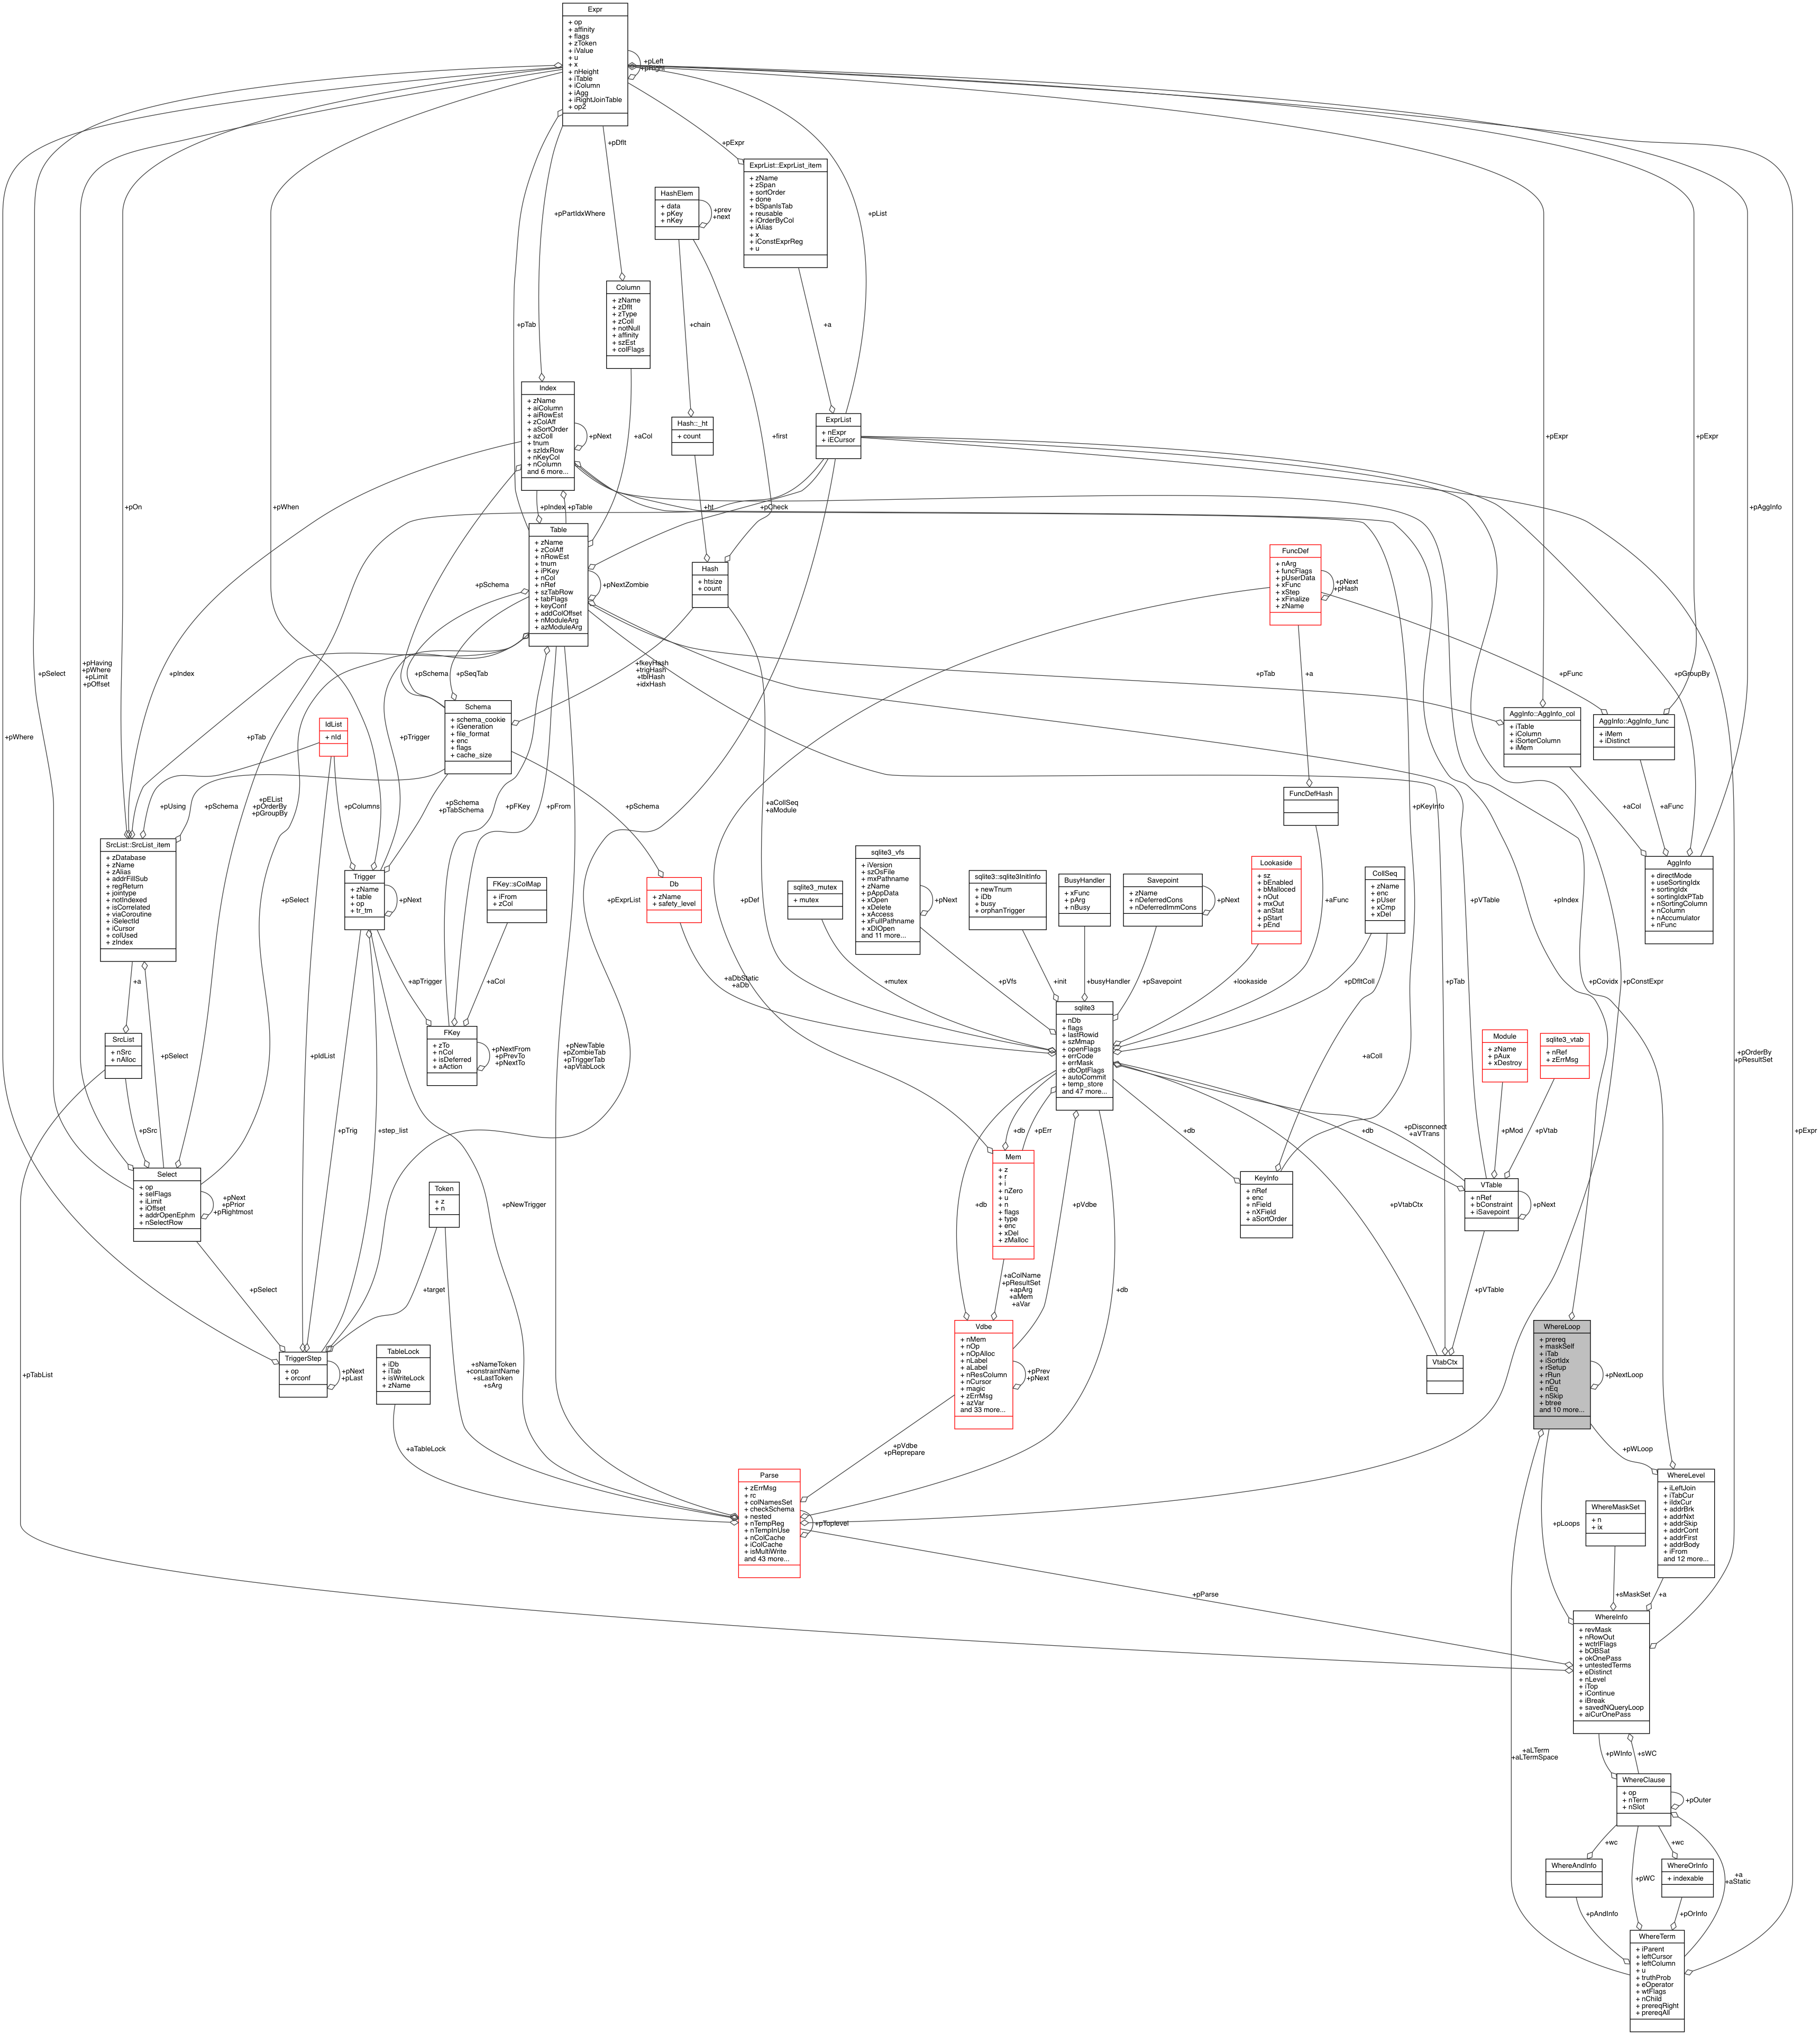 Expr
+ op
+ affinity
+ flags
+ zToken
+ iValue
+ u
+ x
+ nHeight
+ iTable
+ iColumn
+ iAgg
+ iRightJoinTable
+ op2
+pLeft
+pRight
+pDflt
+pExpr
ExprList::ExprList_item
+ zName
+ zSpan
+ sortOrder
+ done
+ bSpanIsTab
+ reusable
+ iOrderByCol
+ iAlias
+ x
+ iConstExprReg
+ u
HashElem
+ data
+ pKey
+ nKey
+prev
+next
+pPartIdxWhere
+pList
Column
+ zName
+ zDflt
+ zType
+ zColl
+ notNull
+ affinity
+ szEst
+ colFlags
+pTab
+chain
+a
Index
+ zName
+ aiColumn
+ aiRowEst
+ zColAff
+ aSortOrder
+ azColl
+ tnum
+ szIdxRow
+ nKeyCol
+ nColumn
and 6 more...
+pNext
+aCol
Hash::_ht
+ count
+first
ExprList
+ nExpr
+ iECursor
+pExpr
+pExpr
+pOn
+pWhen
+pIndex
+pTable
+ht
+pCheck
+pAggInfo
Table
+ zName
+ zColAff
+ nRowEst
+ tnum
+ iPKey
+ nCol
+ nRef
+ szTabRow
+ tabFlags
+ keyConf
+ addColOffset
+ nModuleArg
+ azModuleArg
+pNextZombie
+pSchema
Hash
+ htsize
+ count
FuncDef
+ nArg
+ funcFlags
+ pUserData
+ xFunc
+ xStep
+ xFinalize
+ zName
+pNext
+pHash
+pSelect
+pHaving
+pWhere
+pLimit
+pOffset
+pIndex
+pSchema
+pSeqTab
+fkeyHash
+trigHash
+tblHash
+idxHash
+a
+pTab
+pFunc
+pGroupBy
Schema
+ schema_cookie
+ iGeneration
+ file_format
+ enc
+ flags
+ cache_size
IdList
+ nId
AggInfo::AggInfo_col
+ iTable
+ iColumn
+ iSorterColumn
+ iMem
AggInfo::AggInfo_func
+ iMem
+ iDistinct
+pWhere
+pTab
+pTrigger
+pUsing
+pSchema
+pEList
+pOrderBy
+pGroupBy
+pColumns
+pSchema
+pTabSchema
+pFKey
+pFrom
+pSchema
+aCollSeq
+aModule
+pKeyInfo
FuncDefHash
+aCol
+aFunc
SrcList::SrcList_item
+ zDatabase
+ zName
+ zAlias
+ addrFillSub
+ regReturn
+ jointype
+ notIndexed
+ isCorrelated
+ viaCoroutine
+ iSelectId
+ iCursor
+ colUsed
+ zIndex
Trigger
+ zName
+ table
+ op
+ tr_tm
+pNext
FKey::sColMap
+ iFrom
+ zCol
Db
+ zName
+ safety_level
sqlite3_mutex
+ mutex
sqlite3_vfs
+ iVersion
+ szOsFile
+ mxPathname
+ zName
+ pAppData
+ xOpen
+ xDelete
+ xAccess
+ xFullPathname
+ xDlOpen
and 11 more...
+pNext
sqlite3::sqlite3InitInfo
+ newTnum
+ iDb
+ busy
+ orphanTrigger
BusyHandler
+ xFunc
+ pArg
+ nBusy
Savepoint
+ zName
+ nDeferredCons
+ nDeferredImmCons
+pNext
Lookaside
+ sz
+ bEnabled
+ bMalloced
+ nOut
+ mxOut
+ anStat
+ pStart
+ pEnd
CollSeq
+ zName
+ enc
+ pUser
+ xCmp
+ xDel
AggInfo
+ directMode
+ useSortingIdx
+ sortingIdx
+ sortingIdxPTab
+ nSortingColumn
+ nColumn
+ nAccumulator
+ nFunc
+pSelect
+pExprList
+pDef
+aFunc
+pVTable
+pIndex
+a
+apTrigger
+aCol
+aDbStatic
+aDb
+mutex
+pVfs
+init
+busyHandler
+pSavepoint
+lookaside
+pDfltColl
+pTab
+pCovidx
+pConstExpr
SrcList
+ nSrc
+ nAlloc
+pSelect
+pIdList
FKey
+ zTo
+ nCol
+ isDeferred
+ aAction
+pNextFrom
+pPrevTo
+pNextTo
+pNewTable
+pZombieTab
+pTriggerTab
+apVtabLock
sqlite3
+ nDb
+ flags
+ lastRowid
+ szMmap
+ openFlags
+ errCode
+ errMask
+ dbOptFlags
+ autoCommit
+ temp_store
and 47 more...
+aColl
Module
+ zName
+ pAux
+ xDestroy
sqlite3_vtab
+ nRef
+ zErrMsg
+pOrderBy
+pResultSet
+pSrc
+pTrig
+step_list
+db
+pErr
+db
+pDisconnect
+aVTrans
+db
+pMod
+pVtab
+pExpr
Select
+ op
+ selFlags
+ iLimit
+ iOffset
+ addrOpenEphm
+ nSelectRow
+pNext
+pPrior
+pRightmost
Token
+ z
+ n
+pNewTrigger
+db
Mem
+ z
+ r
+ i
+ nZero
+ u
+ n
+ flags
+ type
+ enc
+ xDel
+ zMalloc
+pVdbe
KeyInfo
+ nRef
+ enc
+ nField
+ nXField
+ aSortOrder
+pVtabCtx
VTable
+ nRef
+ bConstraint
+ iSavepoint
+pNext
+pSelect
+target
+aColName
+pResultSet
+apArg
+aMem
+aVar
+db
+pVTable
+pTabList
TriggerStep
+ op
+ orconf
+pNext
+pLast
TableLock
+ iDb
+ iTab
+ isWriteLock
+ zName
+sNameToken
+constraintName
+sLastToken
+sArg
Vdbe
+ nMem
+ nOp
+ nOpAlloc
+ nLabel
+ aLabel
+ nResColumn
+ nCursor
+ magic
+ zErrMsg
+ azVar
and 33 more...
+pPrev
+pNext
VtabCtx
WhereLoop
+ prereq
+ maskSelf
+ iTab
+ iSortIdx
+ rSetup
+ rRun
+ nOut
+ nEq
+ nSkip
+ btree
and 10 more...
+pNextLoop
+aTableLock
+pVdbe
+pReprepare
+pWLoop
Parse
+ zErrMsg
+ rc
+ colNamesSet
+ checkSchema
+ nested
+ nTempReg
+ nTempInUse
+ nColCache
+ iColCache
+ isMultiWrite
and 43 more...
+pToplevel
+pLoops
WhereMaskSet
+ n
+ ix
WhereLevel
+ iLeftJoin
+ iTabCur
+ iIdxCur
+ addrBrk
+ addrNxt
+ addrSkip
+ addrCont
+ addrFirst
+ addrBody
+ iFrom
and 12 more...
+pParse
+sMaskSet
+a
WhereInfo
+ revMask
+ nRowOut
+ wctrlFlags
+ bOBSat
+ okOnePass
+ untestedTerms
+ eDistinct
+ nLevel
+ iTop
+ iContinue
+ iBreak
+ savedNQueryLoop
+ aiCurOnePass
+aLTerm
+aLTermSpace
+pWInfo
+sWC
WhereClause
+ op
+ nTerm
+ nSlot
+pOuter
+wc
+wc
WhereAndInfo
WhereOrInfo
+ indexable
+pWC
+a
+aStatic
+pAndInfo
+pOrInfo
WhereTerm
+ iParent
+ leftCursor
+ leftColumn
+ u
+ truthProb
+ eOperator
+ wtFlags
+ nChild
+ prereqRight
+ prereqAll